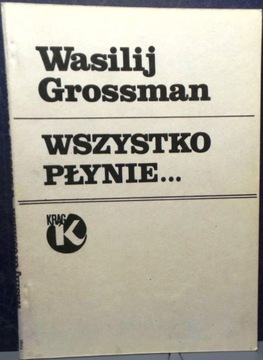 Wasilij
Grossman
WSZYSTKO
PŁYNIE...
KRĄG
K